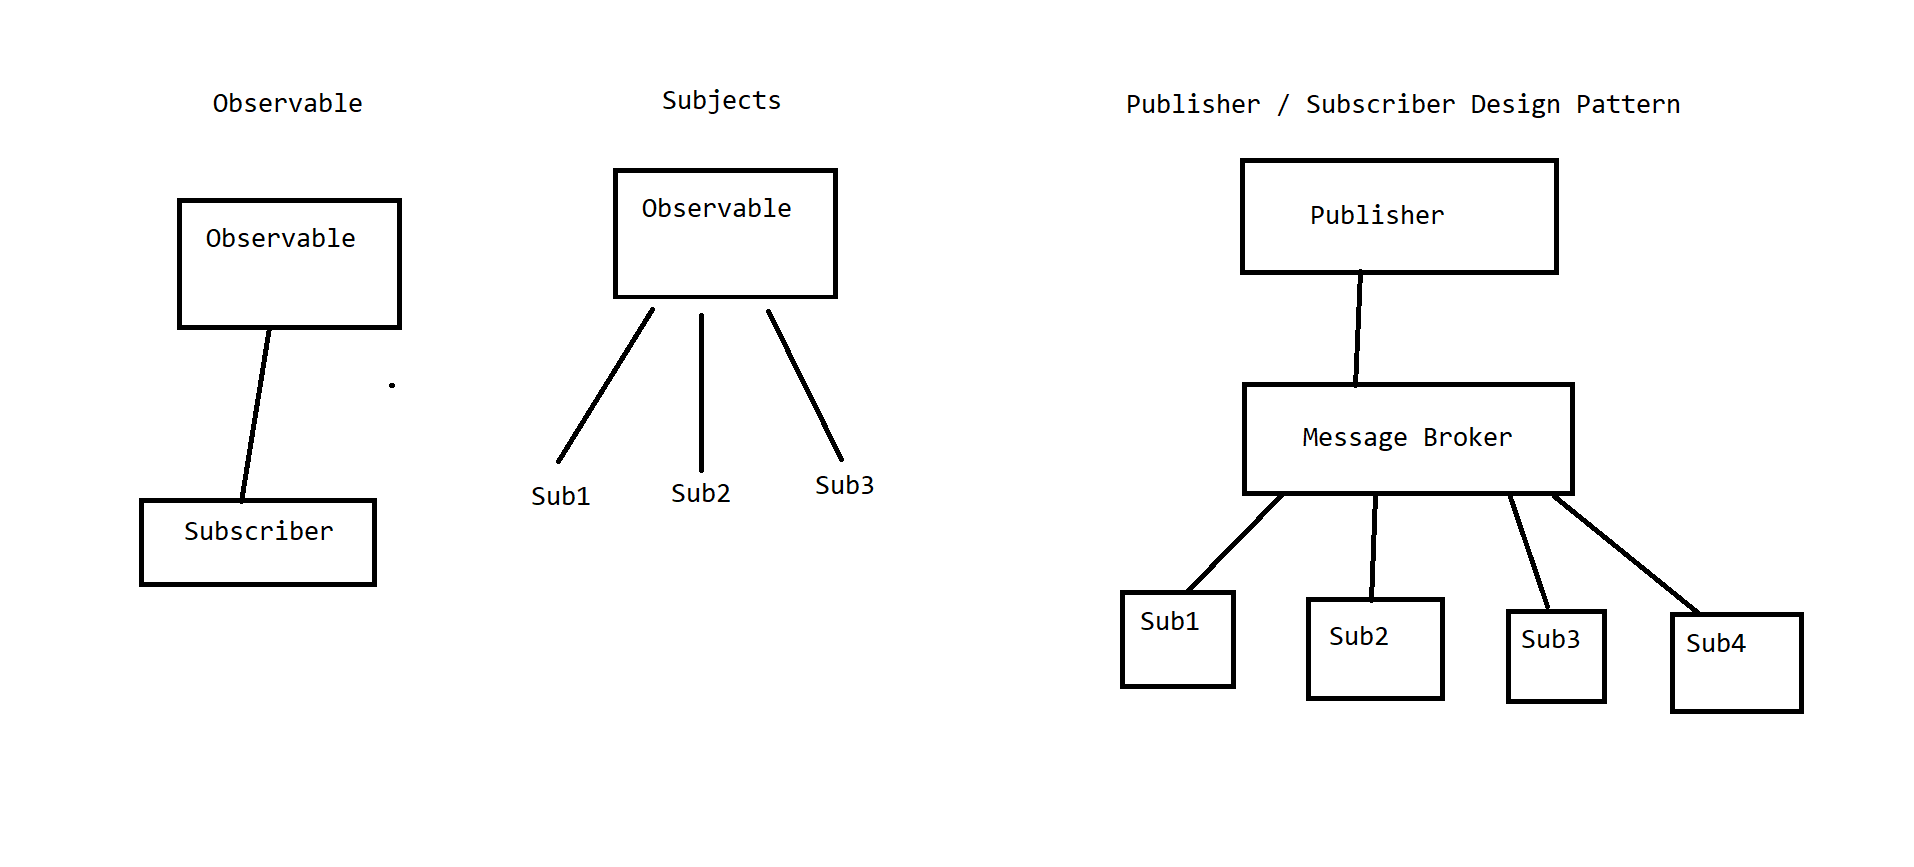 Observable
Observable
Subscriber
Subjects
Observable
Sub1
Sub2
Sub3
Publisher / Subscriber Design Pattern
Publisher
Message Broker
Sub1
Sub2
Sub3
Sub4